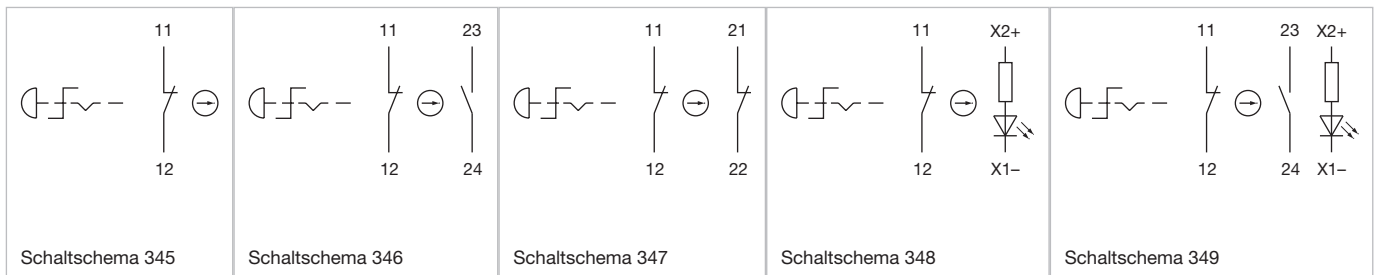 11
12
Schaltschema 345
11 23
12 24
Schaltschema 346
11 21
12 22
Schaltschema 347
11 X2+
12 X1–
Schaltschema 348
11 23 X2+
12 24 X1–
Schaltschema 349